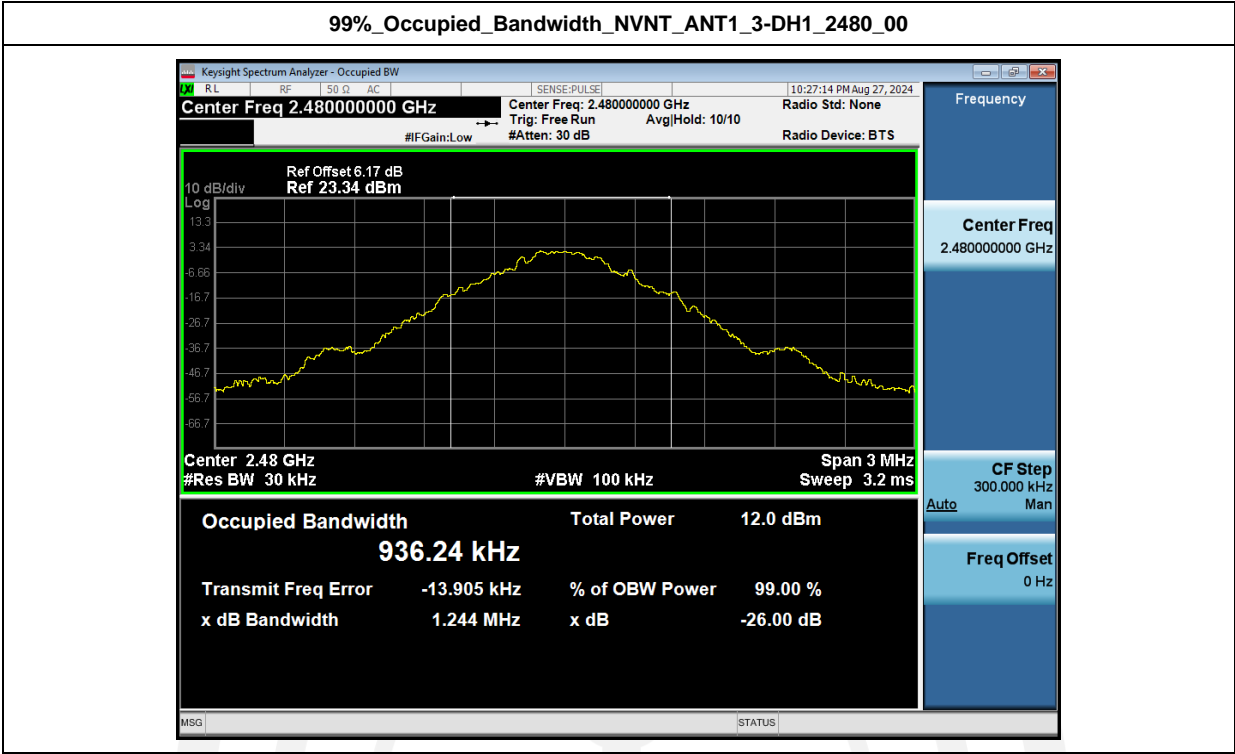 99%_Occupied_Bandwidth_NVNT_ANT1_3-DH1_2480_00
Keysight Spectrum Analyzer - Occupied BW
LXI RL RF 50 Ω AC SENSE:PULSE 10:27:14 PM Aug 27, 2024
Center Freq 2.480000000 GHz
Center Freq: 2.480000000 GHz Radio Std: None
Trig: Free Run Avg|Hold: 10/10
#IFGain:Low #Atten: 30 dB Radio Device: BTS
Ref Offset 6.17 dB
10 dB/div Ref 23.34 dBm
Log
13.3
3.34
-6.66
-16.7
-26.7
-36.7
-46.7
-56.7
-66.7
Center 2.48 GHz Span 3 MHz
#Res BW 30 kHz #VBW 100 kHz Sweep 3.2 ms
Occupied Bandwidth Total Power 12.0 dBm
936.24 kHz
Transmit Freq Error -13.905 kHz % of OBW Power 99.00 %
x dB Bandwidth 1.244 MHz x dB -26.00 dB
MSG STATUS
Frequency
Center Freq
2.480000000 GHz
CF Step
300.000 kHz
Auto Man
Freq Offset
0 Hz